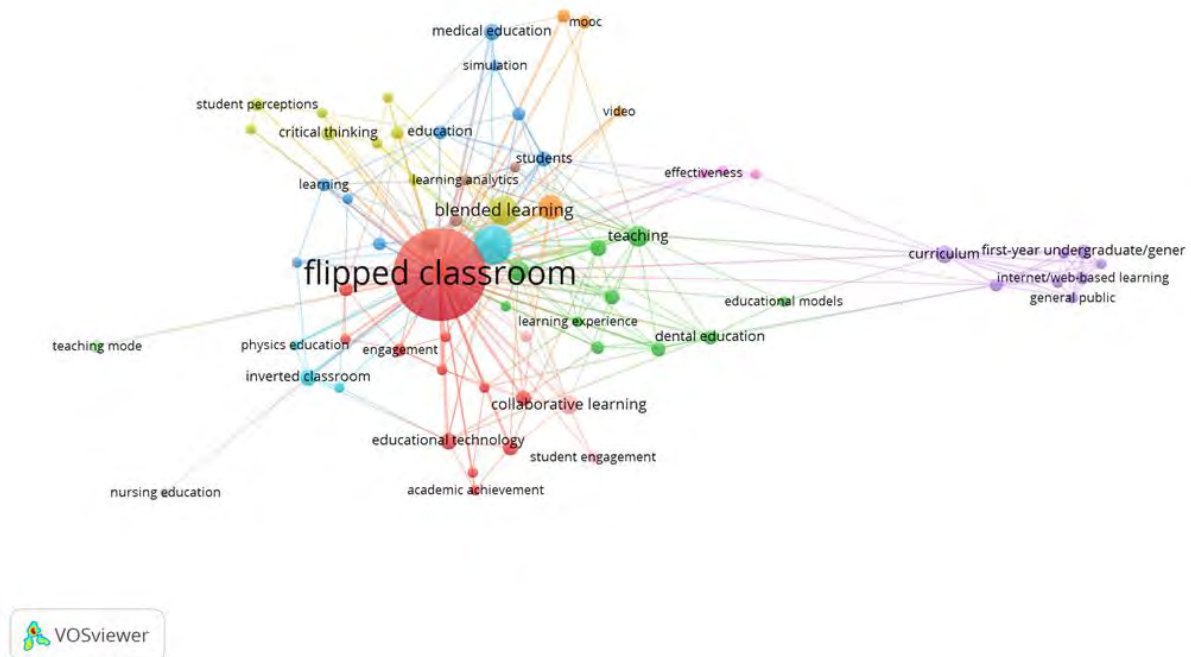 mooc
medical education
simulation
student perceptions
video
critical thinking
education
students
learning analytics
effectiveness
learning
blended learning
teaching
curriculum
first-year undergraduate/gener
flipped classroom
internet/web-based learning
general public
educational models
learning experience
dental education
teaching mode
physics education
engagement
inverted classroom
collaborative learning
educational technology
student engagement
nursing education
academic achievement
VOSviewer